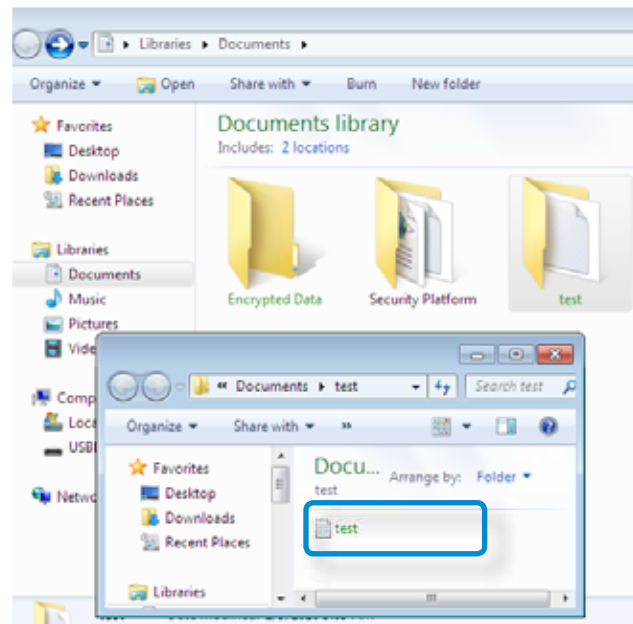 Libraries Documents
Organize Open Share with Burn New folder
Favorites
Desktop
Downloads
Recent Places
Libraries
Documents
Music
Pictures
Documents library
Includes: 2 locations
Encrypted Data Security Platform test
« Documents test Search test
Organize Share with »
Favorites
Desktop
Downloads
Recent Places
Libraries
Docu...
test
Arrange by: Folder
test